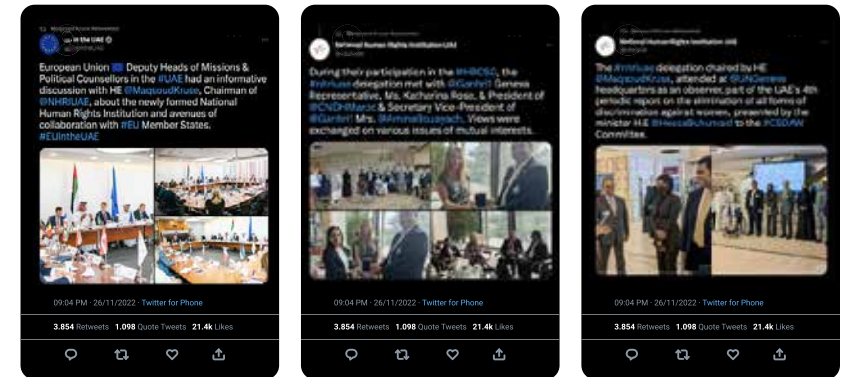 in the UAE
European Union Deputy Heads of Missions &
Political Counsellors in the #UAE had an informative
discussion with HE @MaqsoudKruse, Chairman of
@NHRIUAE, about the newly formed National
Human Rights Institution and avenues of
collaboration with #EU Member States.
#EUintheUAE
09:04 PM · 26/11/2022 · Twitter for Phone
3.854 Retweets 1.098 Quote Tweets 21.4k Likes
National Human Rights Institution UAE
During their participation in the #HRC50, the
#nhriuae delegation met with @Ganhri1 Geneva
Representative, Ms. Katharina Rose, & President of
@CNDHMaroc & Secretary Vice-President of
@Ganhri1 Mrs. Views were
exchanged on various issues of mutual interests.
09:04 PM · 26/11/2022 · Twitter for Phone
3.854 Retweets 1.098 Quote Tweets 21.4k Likes
National Human Rights Institution UAE
The #nhriuae delegation chaired by HE
@MaqsoudKruse, attended at @UNGeneva
headquarters as an observer, part of the UAE's 4th
periodic report on the elimination of all forms of
discrimination against women, presented by the
minister H.E to the #CEDAW
Committee.
09:04 PM · 26/11/2022 · Twitter for Phone
3.854 Retweets 1.098 Quote Tweets 21.4k Likes